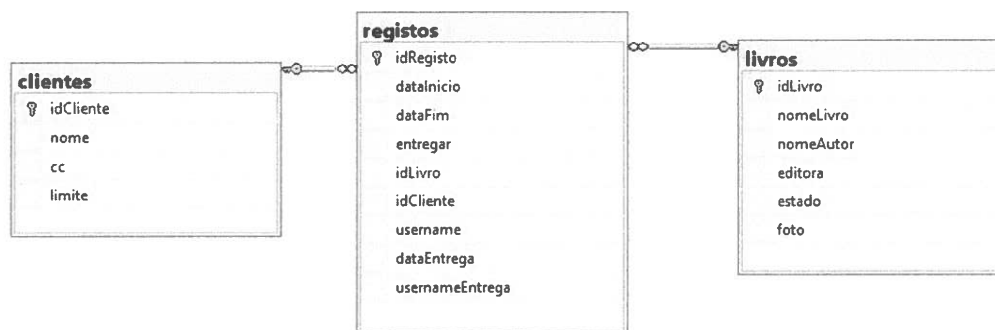 clientes
idCliente
nome
cc
limite
registos
idRegisto
dataInicio
dataFim
entregar
idLivro
idCliente
username
dataEntrega
usernameEntrega
livros
idLivro
nomeLivro
nomeAutor
editora
estado
foto